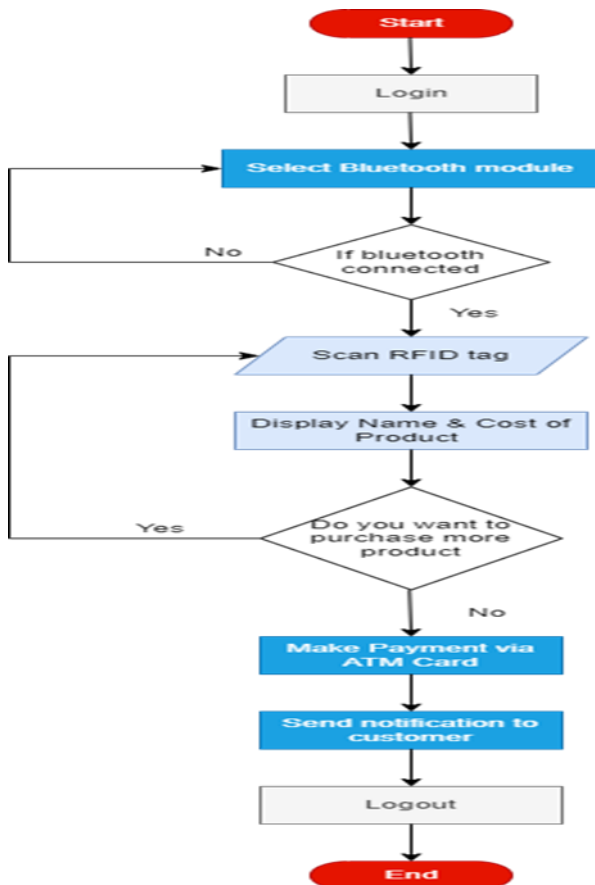 Start
Login
Select Bluetooth module
If bluetooth
connected
No
Yes
Scan RFID tag
Display Name & Cost of
Product
Do you want to
purchase more
product
Yes
No
Make Payment via
ATM Card
Send notification to
customer
Logout
End